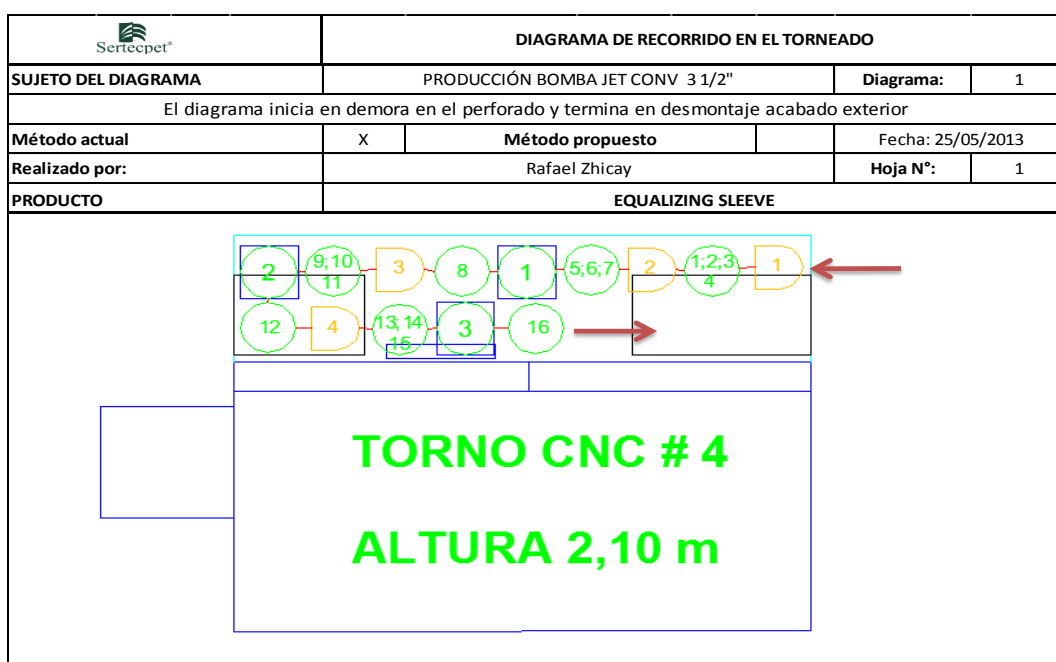 Sertecpet®
DIAGRAMA DE RECORRIDO EN EL TORNEADO
SUJETO DEL DIAGRAMA
PRODUCCIÓN BOMBA JET CONV 3 1/2"
Diagrama:
1
El diagrama inicia en demora en el perforado y termina en desmontaje acabado exterior
Método actual
X
Método propuesto
Fecha: 25/05/2013
Realizado por:
Rafael Zhicay
Hoja N°:
1
PRODUCTO
EQUALIZING SLEEVE
2
9;10
11
3
8
1
5;6;7
2
1;2;3
4
1
12
4
13;14
15
3
16
TORNO CNC # 4
ALTURA 2,10 m